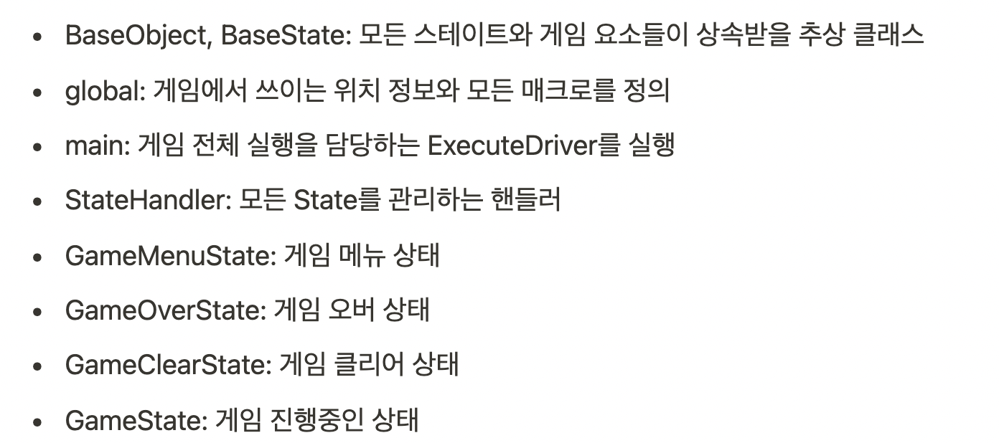 • BaseObject, BaseState: 모든 스테이트와 게임 요소들이 상속받을 추상 클래스
• global: 게임에서 쓰이는 위치 정보와 모든 매크로를 정의
• main: 게임 전체 실행을 담당하는 ExecuteDriver를 실행
• StateHandler: 모든 State를 관리하는 핸들러
• GameMenuState: 게임 메뉴 상태
• GameOverState: 게임 오버 상태
• GameClearState: 게임 클리어 상태
• GameState: 게임 진행중인 상태